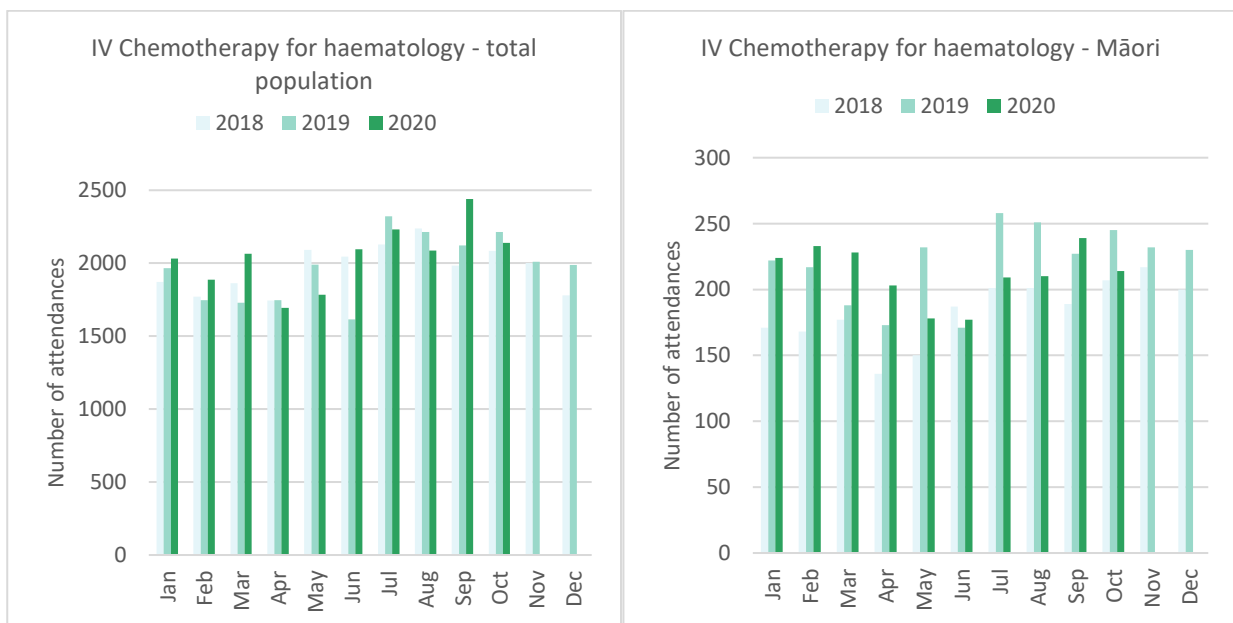 IV Chemotherapy for haematology - total
population
2018 2019 2020
Number of attendances
2500
2000
1500
1000
500
0
Jan Feb Mar Apr May Jun Jul Aug Sep Oct Nov Dec
IV Chemotherapy for haematology - Māori
2018 2019 2020
Number of attendances
300
250
200
150
100
50
0
Jan Feb Mar Apr May Jun Jul Aug Sep Oct Nov Dec